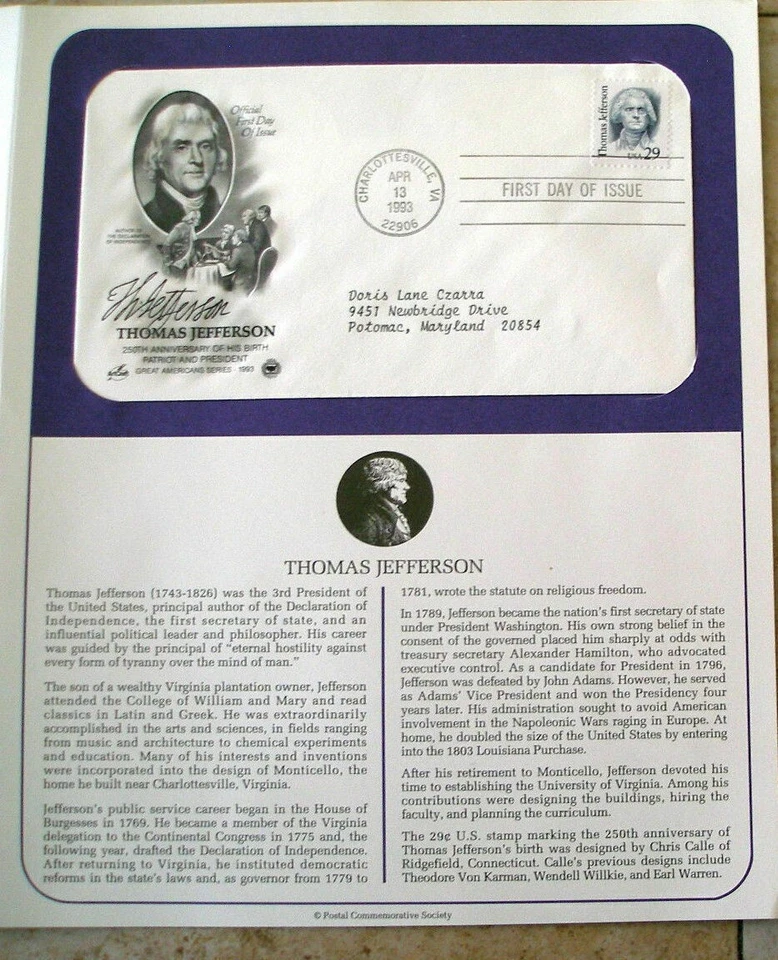 Official
First Day
Of Issue
AUTHOR OF
THE DECLARATION
OF INDEPENDENCE
Th Jefferson
THOMAS JEFFERSON
250TH ANNIVERSARY OF HIS BIRTH
PATRIOT AND PRESIDENT
GREAT AMERICANS SERIES · 1993
CHARLOTTESVILLE, VA
APR
13
1993
22906
Thomas Jefferson
USA 29
FIRST DAY OF ISSUE
Doris Lane Czarra
9451 Newbridge Drive
Potomac, Maryland 20854
THOMAS JEFFERSON
Thomas Jefferson (1743-1826) was the 3rd President of
the United States, principal author of the Declaration of
Independence, the first secretary of state, and an
influential political leader and philosopher. His career
was guided by the principal of “eternal hostility against
every form of tyranny over the mind of man.”
The son of a wealthy Virginia plantation owner, Jefferson
attended the College of William and Mary and read
classics in Latin and Greek. He was extraordinarily
accomplished in the arts and sciences, in fields ranging
from music and architecture to chemical experiments
and education. Many of his interests and inventions
were incorporated into the design of Monticello, the
home he built near Charlottesville, Virginia.
Jefferson's public service career began in the House of
Burgesses in 1769. He became a member of the Virginia
delegation to the Continental Congress in 1775 and, the
following year, drafted the Declaration of Independence.
After returning to Virginia, he instituted democratic
reforms in the state's laws and, as governor from 1779 to
1781, wrote the statute on religious freedom.
In 1789, Jefferson became the nation's first secretary of state
under President Washington. His own strong belief in the
consent of the governed placed him sharply at odds with
treasury secretary Alexander Hamilton, who advocated
executive control. As a candidate for President in 1796,
Jefferson was defeated by John Adams. However, he served
as Adams' Vice President and won the Presidency four
years later. His administration sought to avoid American
involvement in the Napoleonic Wars raging in Europe. At
home, he doubled the size of the United States by entering
into the 1803 Louisiana Purchase.
After his retirement to Monticello, Jefferson devoted his
time to establishing the University of Virginia. Among his
contributions were designing the buildings, hiring the
faculty, and planning the curriculum.
The 29¢ U.S. stamp marking the 250th anniversary of
Thomas Jefferson's birth was designed by Chris Calle of
Ridgefield, Connecticut. Calle's previous designs include
Theodore Von Karman, Wendell Willkie, and Earl Warren.
© Postal Commemorative Society